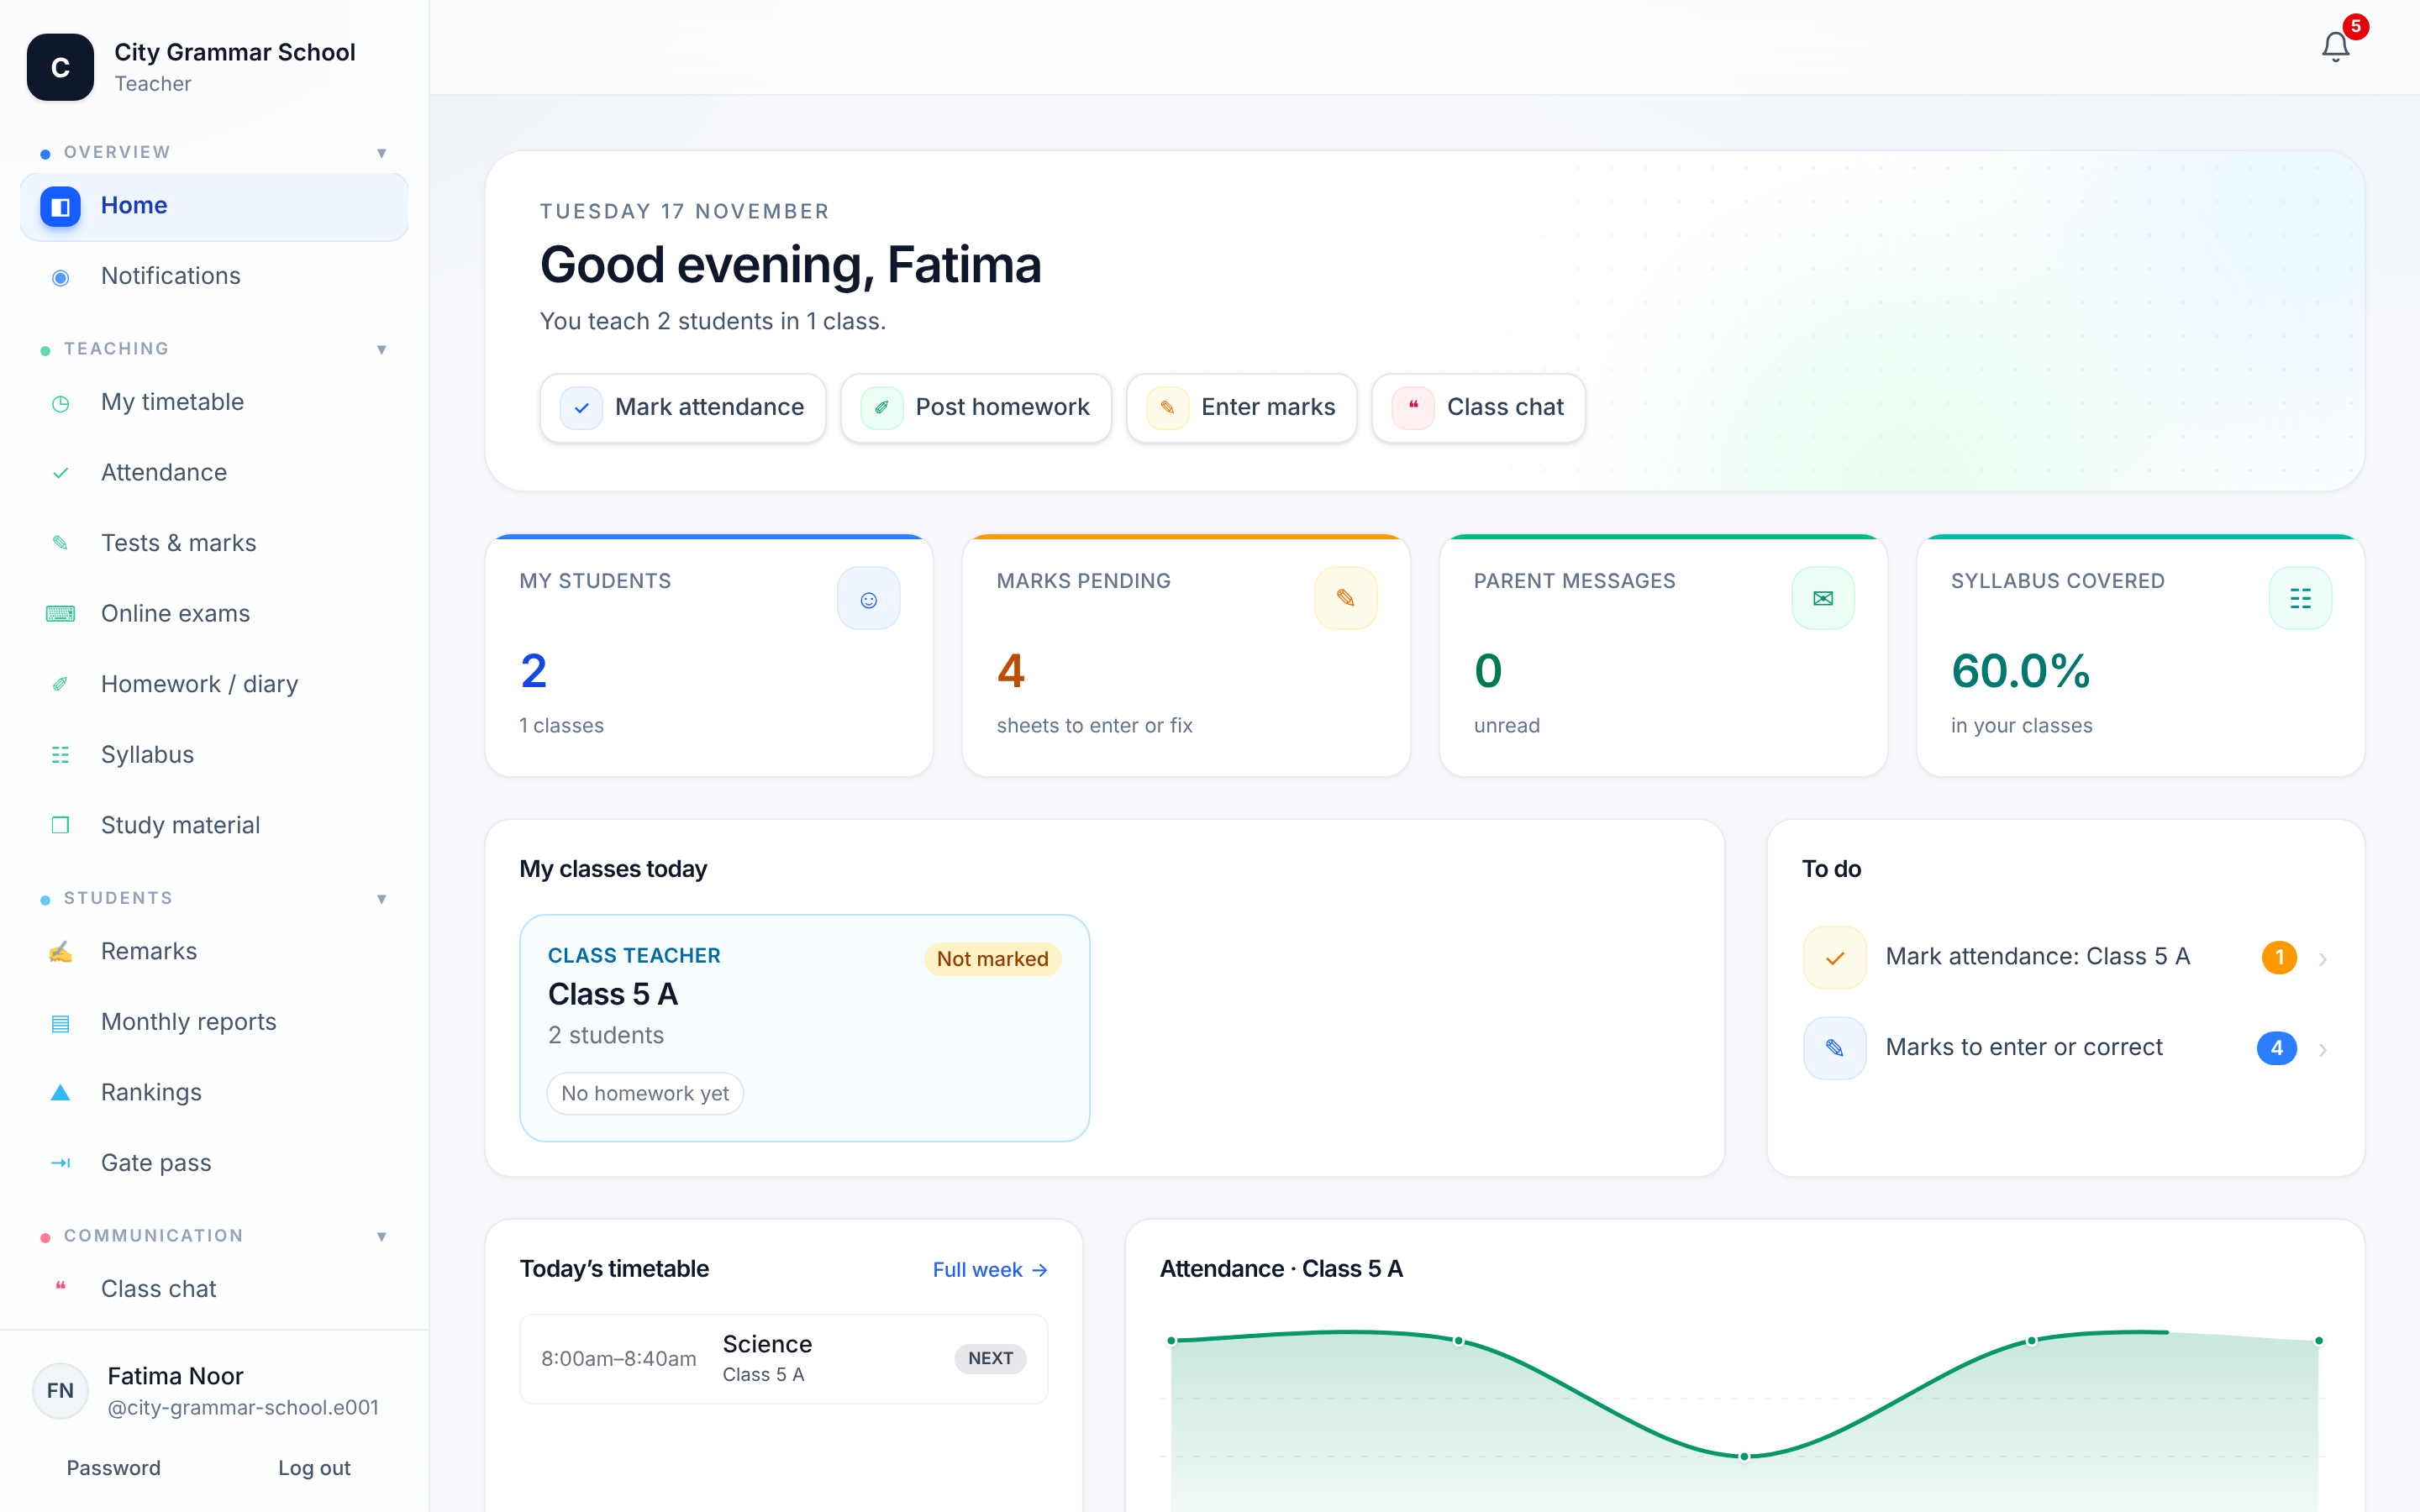 C
City Grammar School
Teacher
OVERVIEW
Home
Notifications
TEACHING
My timetable
Attendance
Tests & marks
Online exams
Homework / diary
Syllabus
Study material
STUDENTS
Remarks
Monthly reports
Rankings
Gate pass
COMMUNICATION
Class chat
FN
Fatima Noor
@city-grammar-school.e001
Password
Log out
5
TUESDAY 17 NOVEMBER
Good evening, Fatima
You teach 2 students in 1 class.
Mark attendance
Post homework
Enter marks
Class chat
MY STUDENTS
2
1 classes
MARKS PENDING
4
sheets to enter or fix
PARENT MESSAGES
0
unread
SYLLABUS COVERED
60.0%
in your classes
My classes today
CLASS TEACHER
Not marked
Class 5 A
2 students
No homework yet
To do
Mark attendance: Class 5 A
1
Marks to enter or correct
4
Today’s timetable
Full week →
8:00am–8:40am
Science
Class 5 A
NEXT
Attendance · Class 5 A